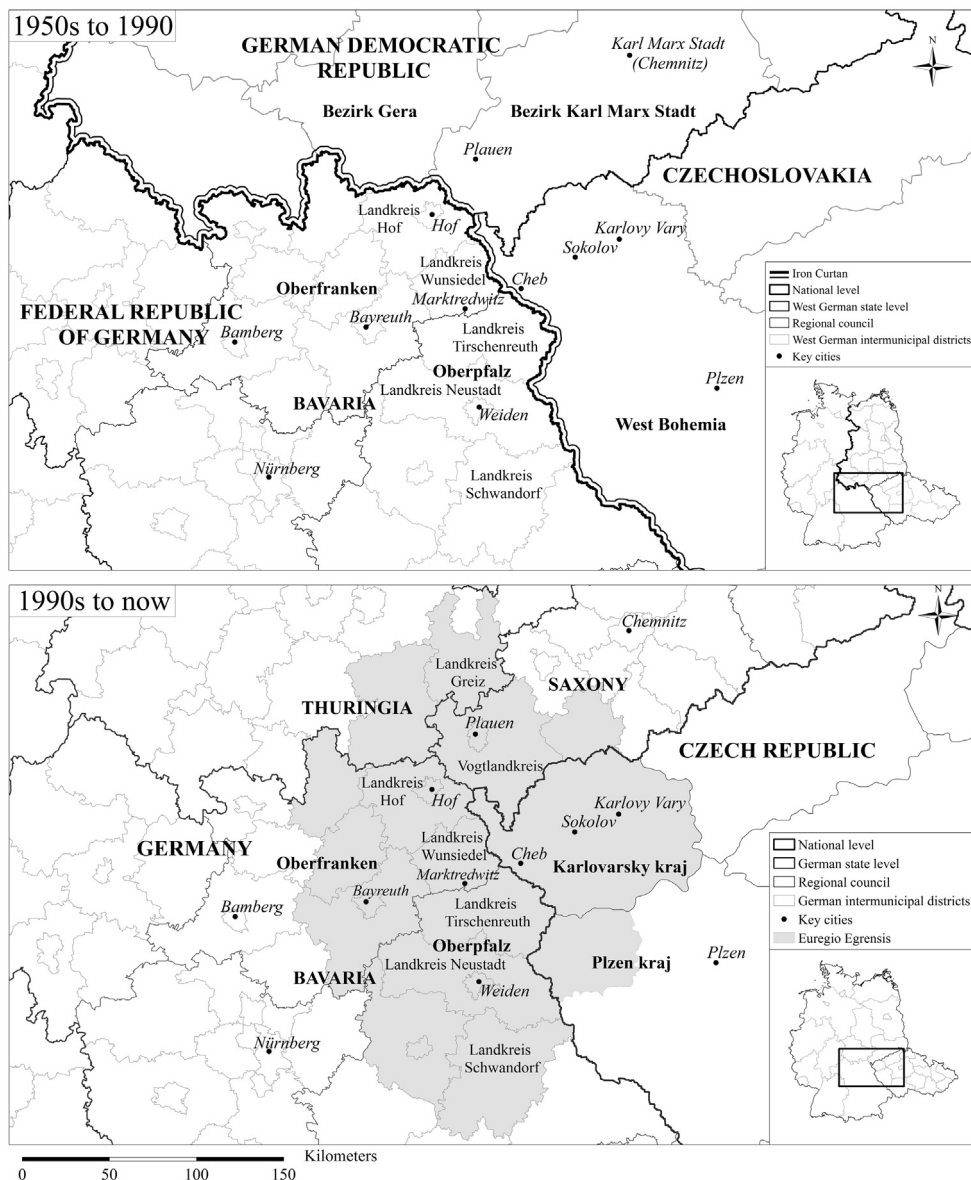 1950s to 1990
GERMAN DEMOCRATIC
REPUBLIC
Karl Marx Stadt
(Chemnitz)
N
Bezirk Gera
Bezirk Karl Marx Stadt
Plauen
CZECHOSLOVAKIA
Landkreis
Hof
Hof
Karlovy Vary
Sokolov
Landkreis
Wunsiedel
Marktredwitz
Cheb
Oberfranken
FEDERAL REPUBLIC
OF GERMANY
Bamberg
Bayreuth
Landkreis
Tirschenreuth
Oberpfalz
Landkreis Neustadt
BAVARIA
Weiden
Plzen
West Bohemia
Nürnberg
Landkreis
Schwandorf
Iron Curtan
National level
West German state level
Regional council
West German intermunicipal districts
Key cities
1990s to now
N
Chemnitz
Landkreis
Greiz
SAXONY
THURINGIA
Plauen
CZECH REPUBLIC
Vogtlandkreis
Landkreis
Hof
Hof
Karlovy Vary
Sokolov
GERMANY
Oberfranken
Landkreis
Wunsiedel
Marktredwitz
Cheb
Karlovarsky kraj
Bamberg
Bayreuth
Landkreis
Tirschenreuth
Oberpfalz
Landkreis Neustadt
BAVARIA
Weiden
Plzen kraj
Plzen
Nürnberg
Landkreis
Schwandorf
National level
German state level
Regional council
German intermunicipal districts
Key cities
Euregio Egrensis
Kilometers
0 50 100 150